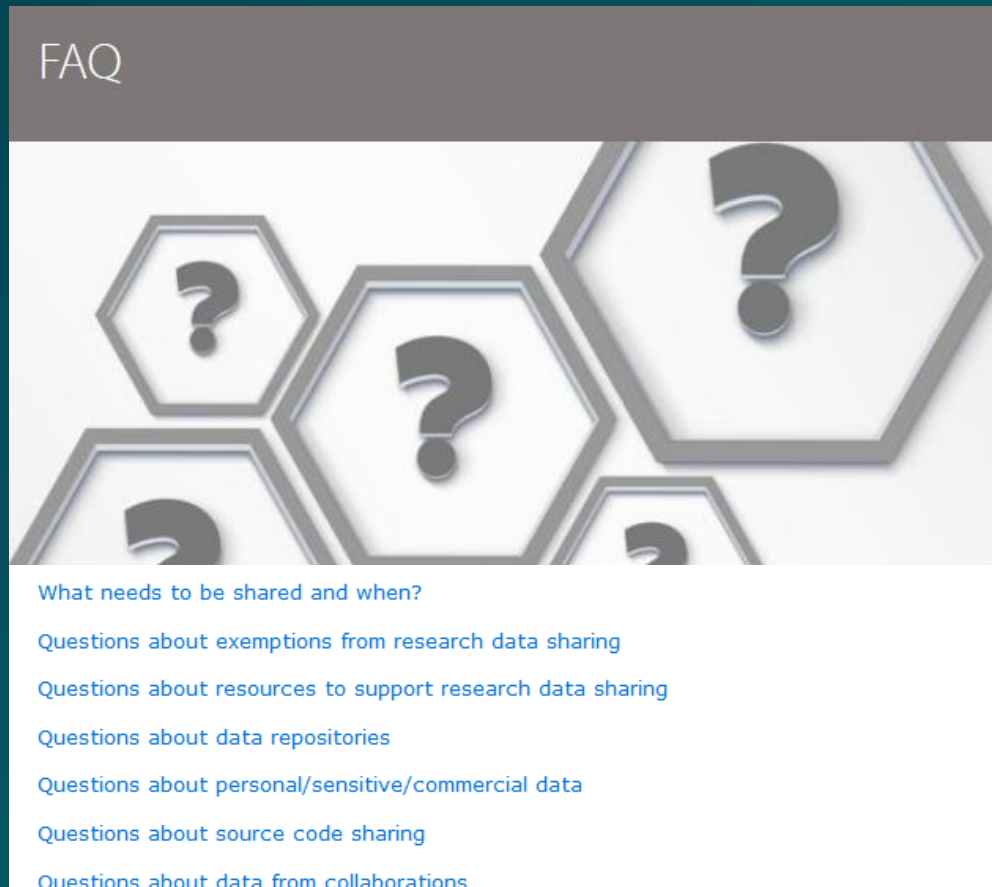 FAQ
?
?
?
?
?
What needs to be shared and when?
Questions about exemptions from research data sharing
Questions about resources to support research data sharing
Questions about data repositories
Questions about personal/sensitive/commercial data
Questions about source code sharing
Questions about data from collaborations